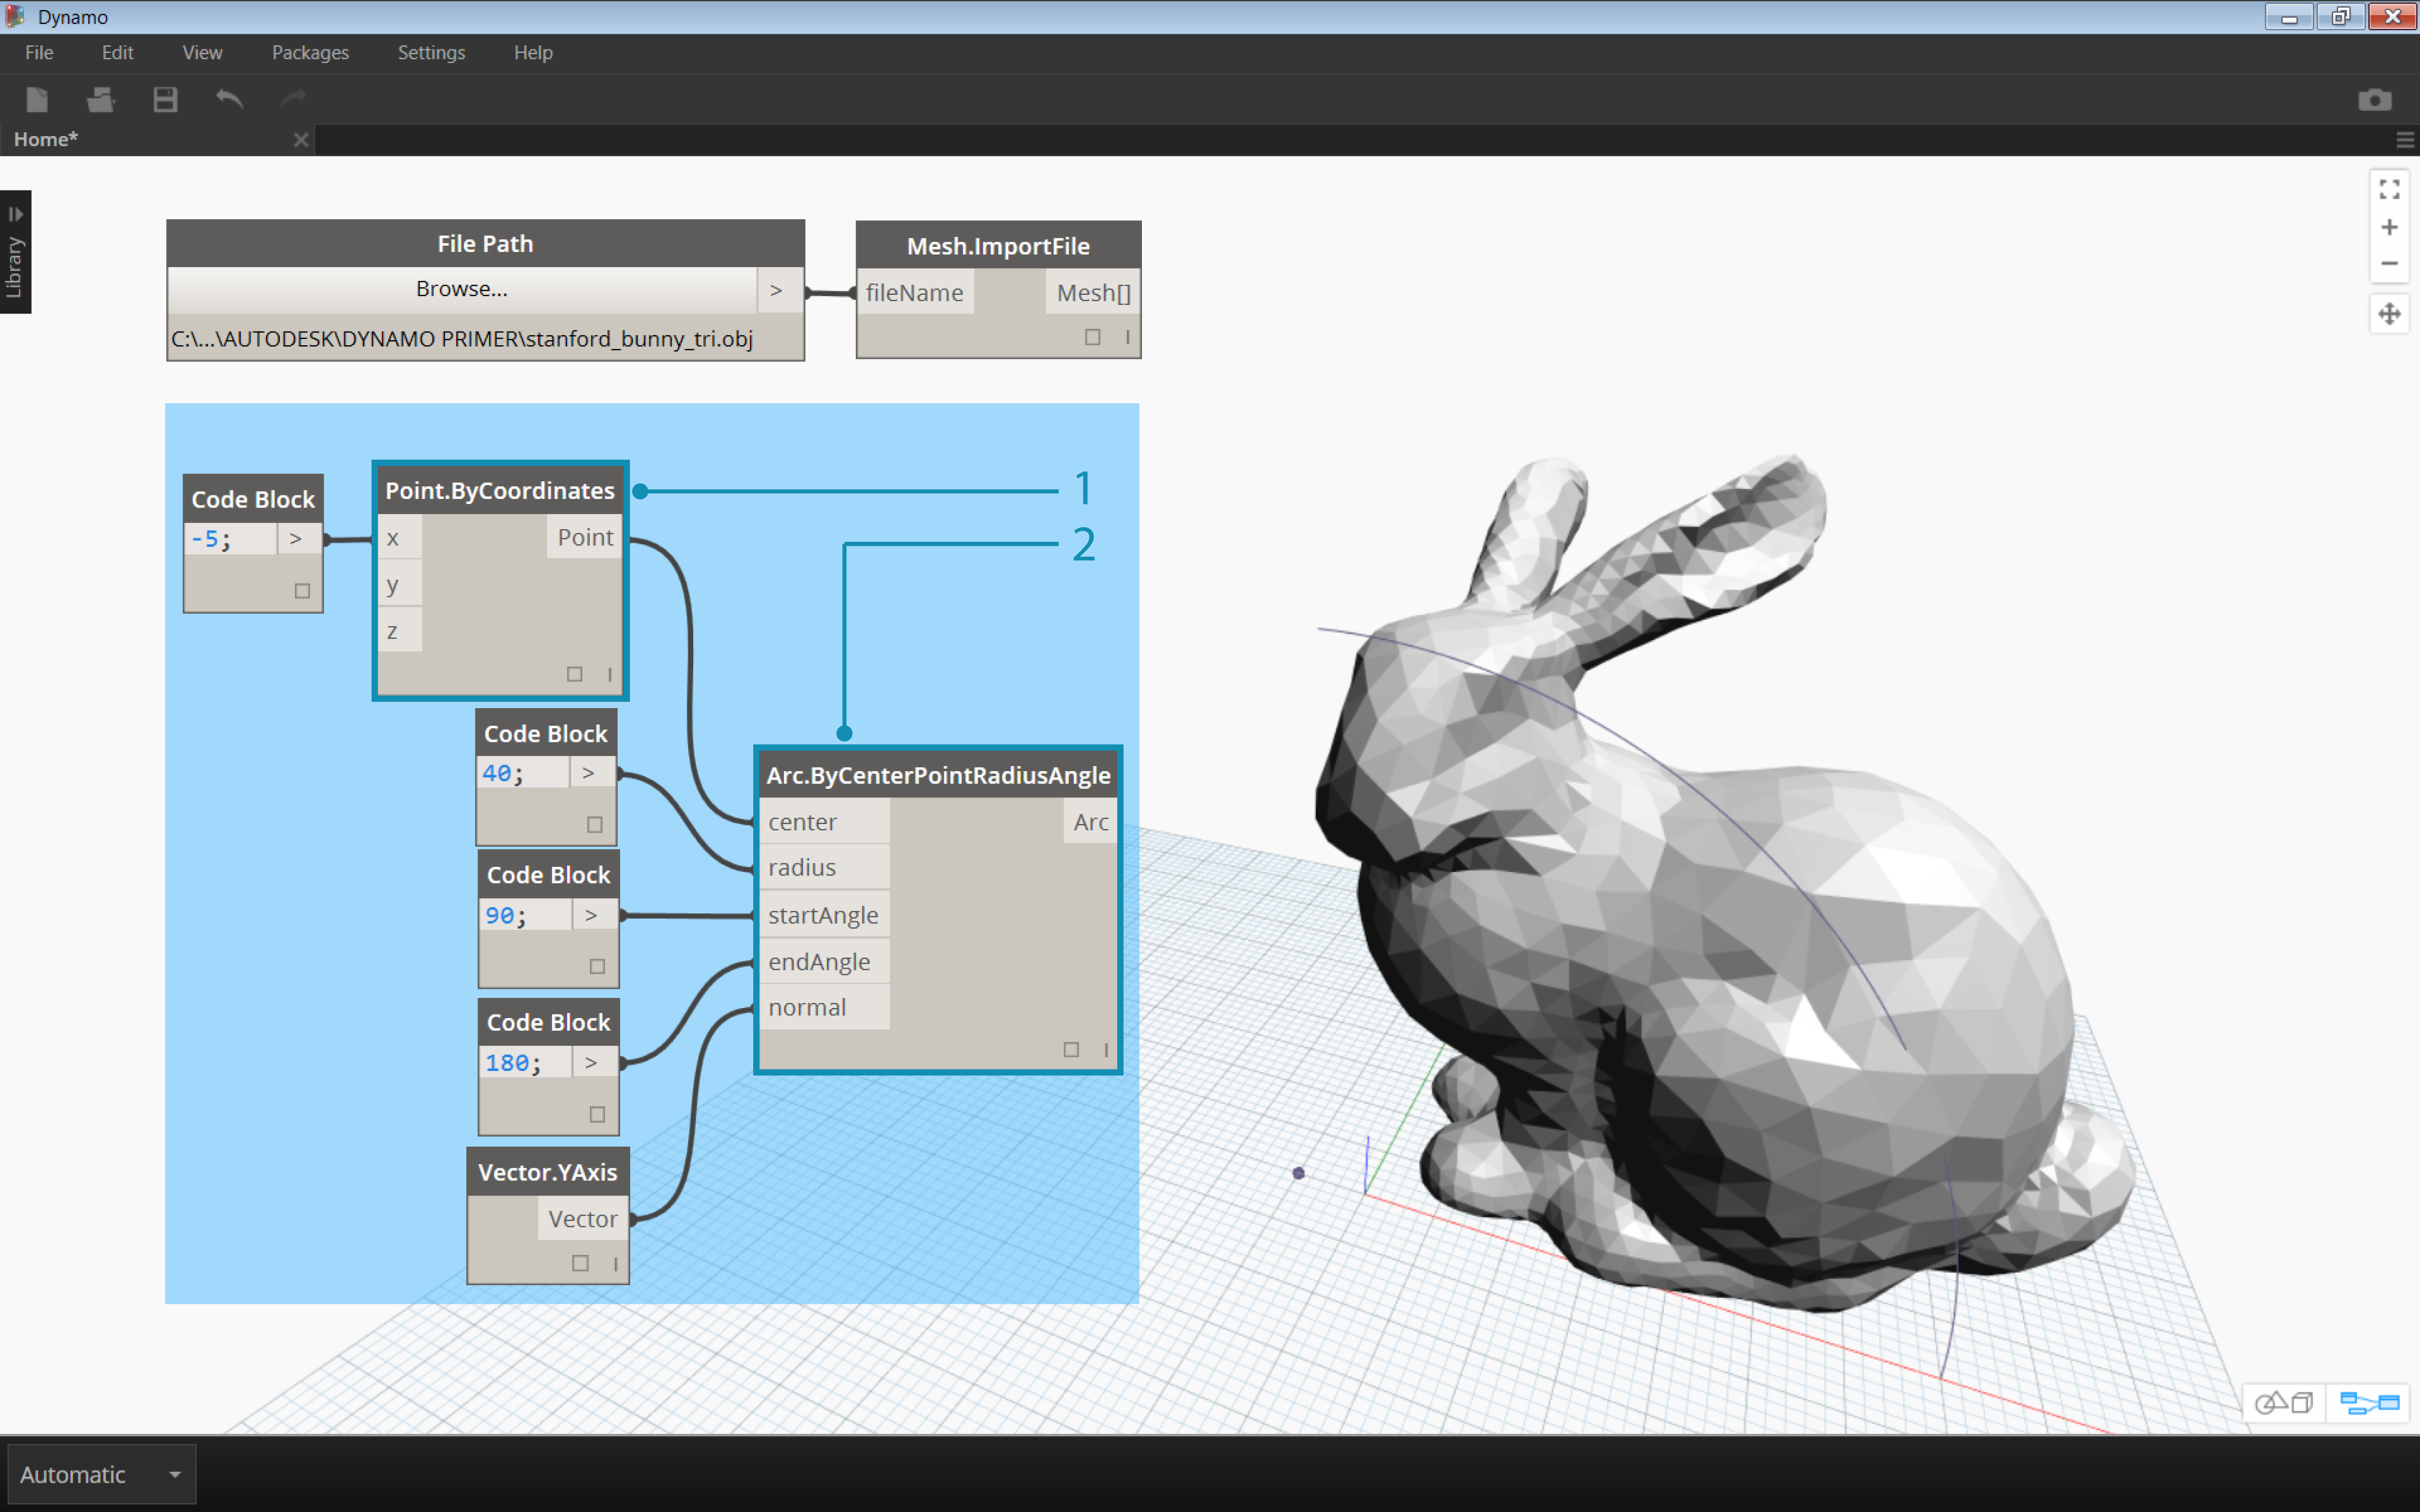 Dynamo
File Edit View Packages Settings Help
Home*
Library
File Path
Browse... >
C:\...\AUTODESK\DYNAMO PRIMER\stanford_bunny_tri.obj
Mesh.ImportFile
fileName Mesh[]
Code Block
-5; >
Point.ByCoordinates
x Point
y
z
1
2
Code Block
40; >
Code Block
90; >
Code Block
180; >
Vector.YAxis
Vector
Arc.ByCenterPointRadiusAngle
center Arc
radius
startAngle
endAngle
normal
Automatic